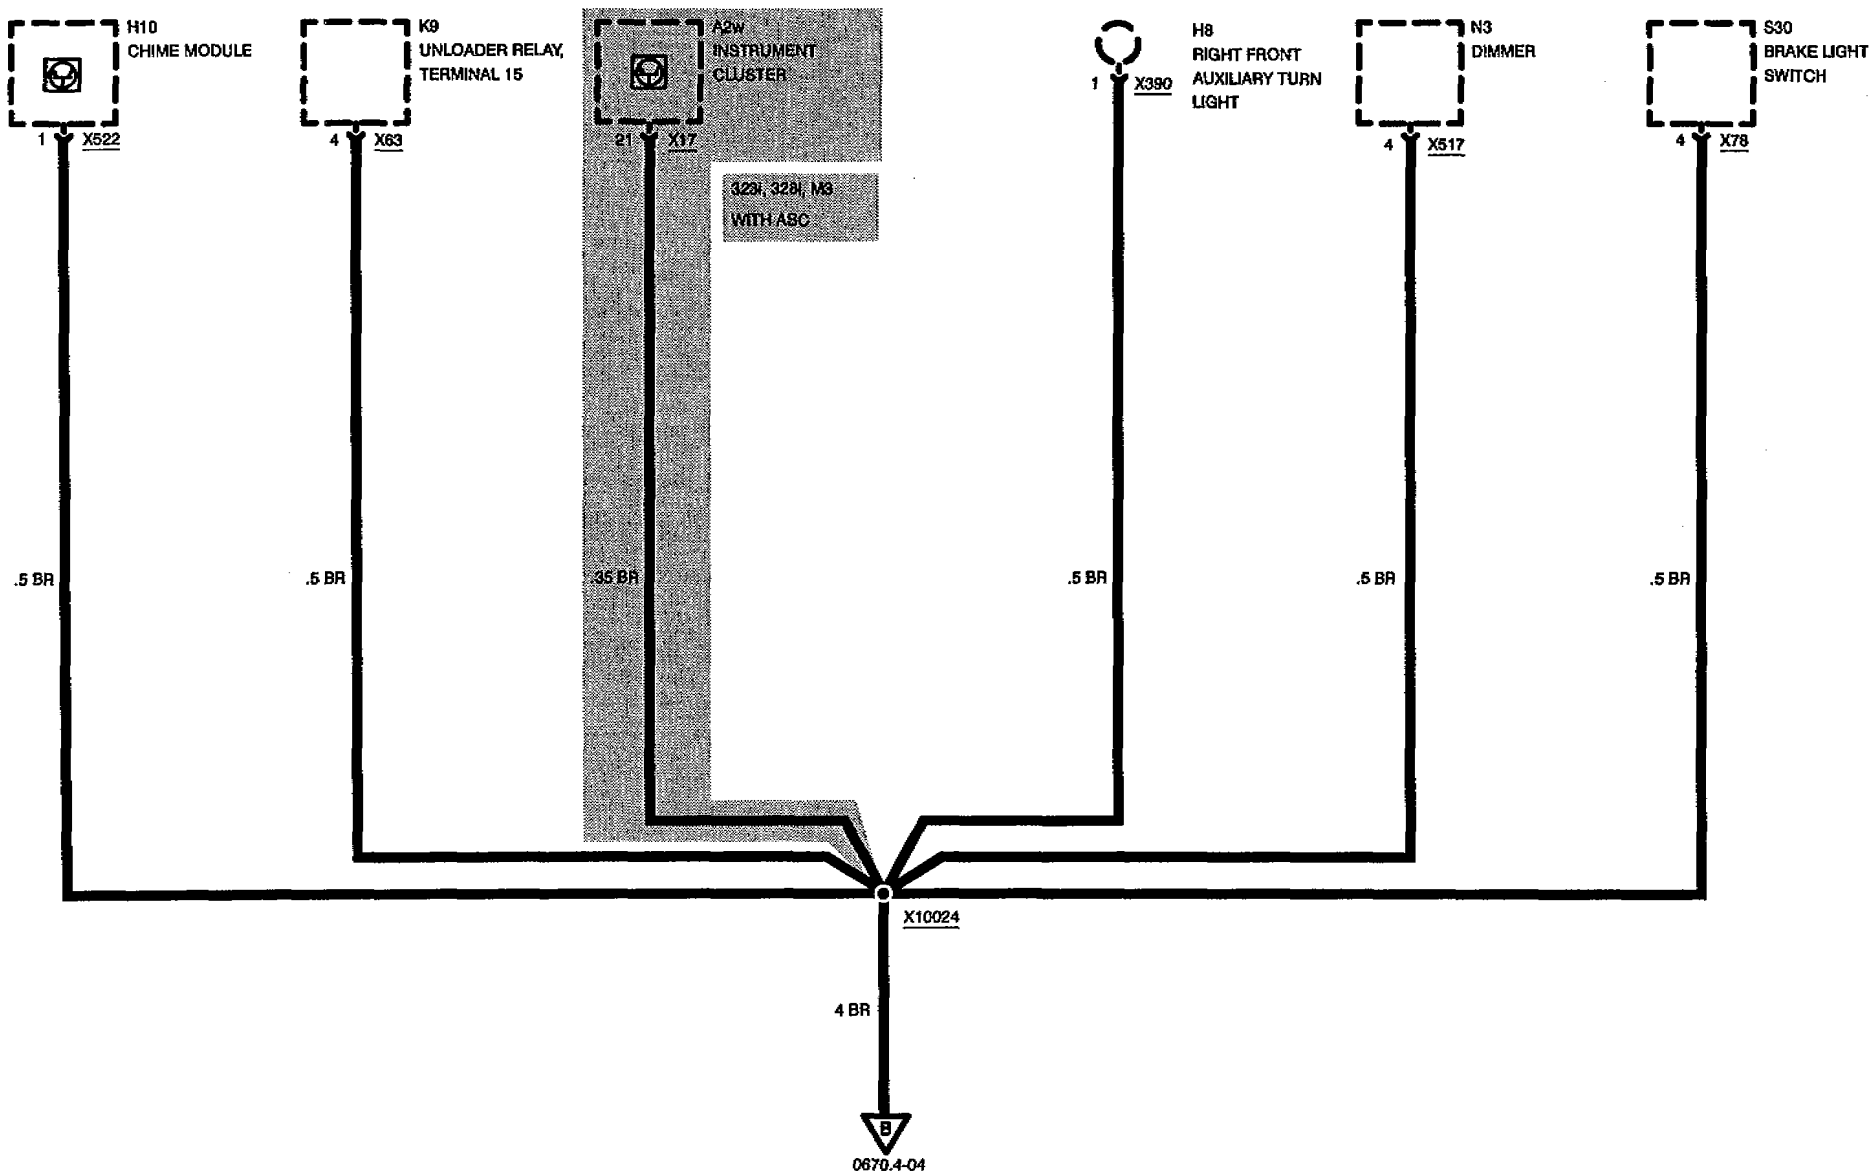 H10
CHIME MODULE
K9
UNLOADER RELAY,
TERMINAL 15
A2w
INSTRUMENT
CLUSTER
H8
RIGHT FRONT
AUXILIARY TURN
LIGHT
N3
DIMMER
S30
BRAKE LIGHT
SWITCH
1 X522
4 X63
21 X17
1 X390
4 X517
4 X78
323i, 328i, M3
WITH ASC
.5 BR
.5 BR
.35 BR
.5 BR
.5 BR
.5 BR
X10024
4 BR
B
0670.4-04